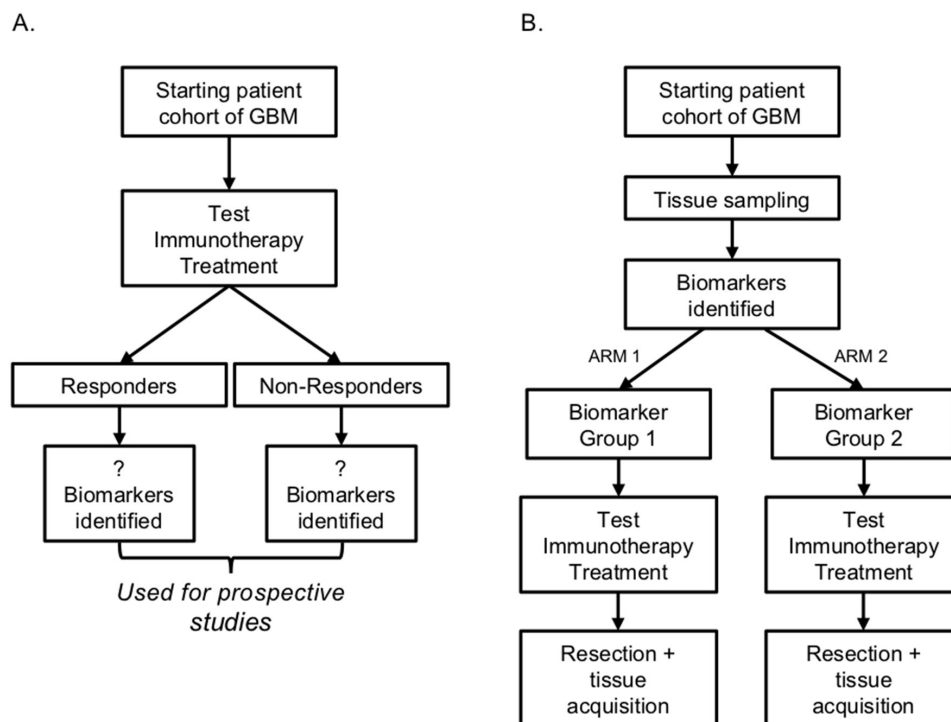 A.
Starting patient
cohort of GBM
Test
Immunotherapy
Treatment
Responders
Non-Responders
?
Biomarkers
identified
?
Biomarkers
identified
Used for prospective
studies
B.
Starting patient
cohort of GBM
Tissue sampling
Biomarkers
identified
ARM 1
ARM 2
Biomarker
Group 1
Biomarker
Group 2
Test
Immunotherapy
Treatment
Test
Immunotherapy
Treatment
Resection +
tissue
acquisition
Resection +
tissue
acquisition